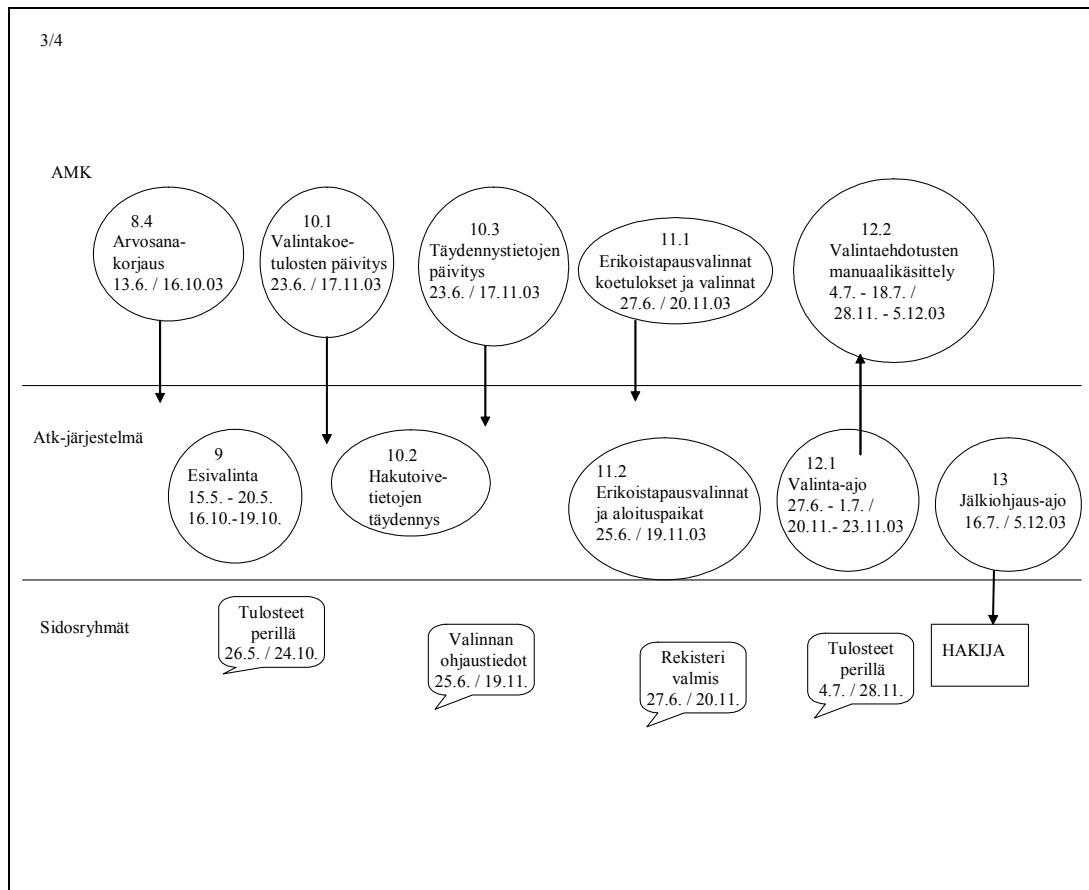 3/4
AMK
8.4
Arvosana-
korjaus
13.6. / 16.10.03
10.1
Valintakoe-
tulosten päivitys
23.6. / 17.11.03
10.3
Täydennystietojen
päivitys
23.6. / 17.11.03
11.1
Erikoistapausvalinnat
koetulokset ja valinnat
27.6. / 20.11.03
12.2
Valintaehdotusten
manuaalikäsittely
4.7. - 18.7. /
28.11. - 5.12.03
Atk-järjestelmä
9
Esivalinta
15.5. - 20.5.
16.10.-19.10.
10.2
Hakutoive-
tietojen
täydennys
11.2
Erikoistapausvalinnat
ja aloituspaikat
25.6. / 19.11.03
12.1
Valinta-ajo
27.6. - 1.7. /
20.11.- 23.11.03
13
Jälkiohjaus-ajo
16.7. / 5.12.03
Sidosryhmät
Tulosteet
perillä
26.5. / 24.10.
Valinnan
ohjaustiedot
25.6. / 19.11.
Rekisteri
valmis
27.6. / 20.11.
Tulosteet
perillä
4.7. / 28.11.
HAKIJA